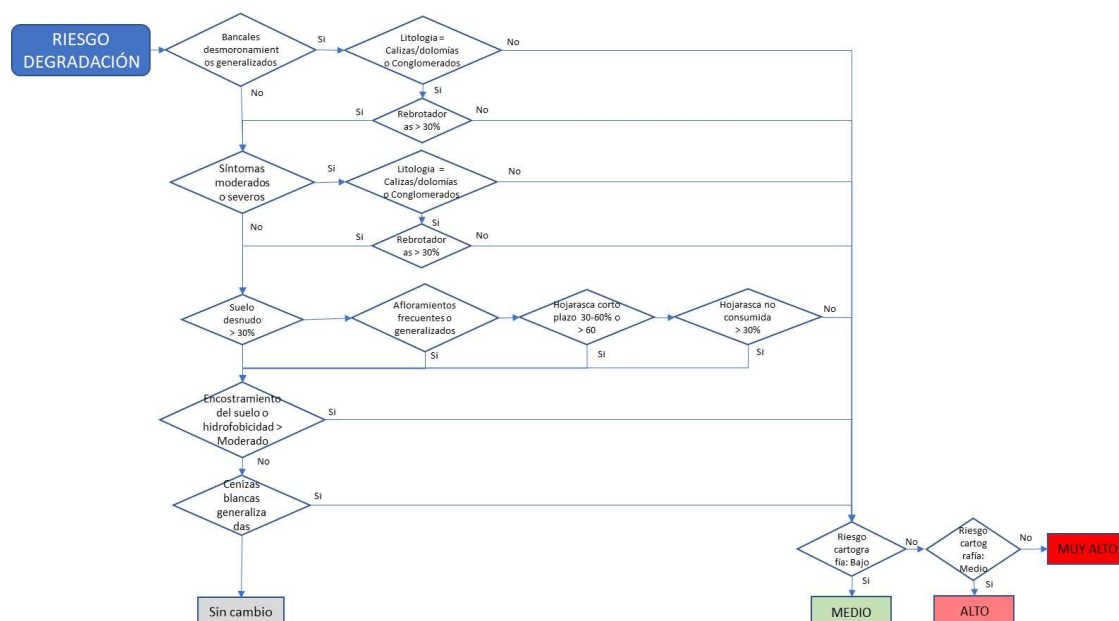 RIESGO
DEGRADACIÓN
Bancales
desmoronamient
os generalizados
Si
Litologia =
Calizas/dolomías
o Conglomerados
No
No
Si
Si
Rebrotador
as > 30%
No
Síntomas
moderados
o severos
Si
Litologia =
Calizas/dolomías
o Conglomerados
No
No
Si
Si
Rebrotador
as > 30%
No
Suelo
desnudo
> 30%
Afloramientos
frecuentes o
generalizados
Hojarasca corto
plazo 30-60% o
> 60
Hojarasca no
consumida
> 30%
No
Si
Si
Si
Encostramiento
del suelo o
hidrofobicidad >
Moderado
Si
No
Cenizas
blancas
generaliza
das
Si
Riesgo
cartogra
fía: Bajo
No
Riesgo
cartog
rafía:
Medio
No
MUY ALTO
Si
Si
Sin cambio
MEDIO
ALTO